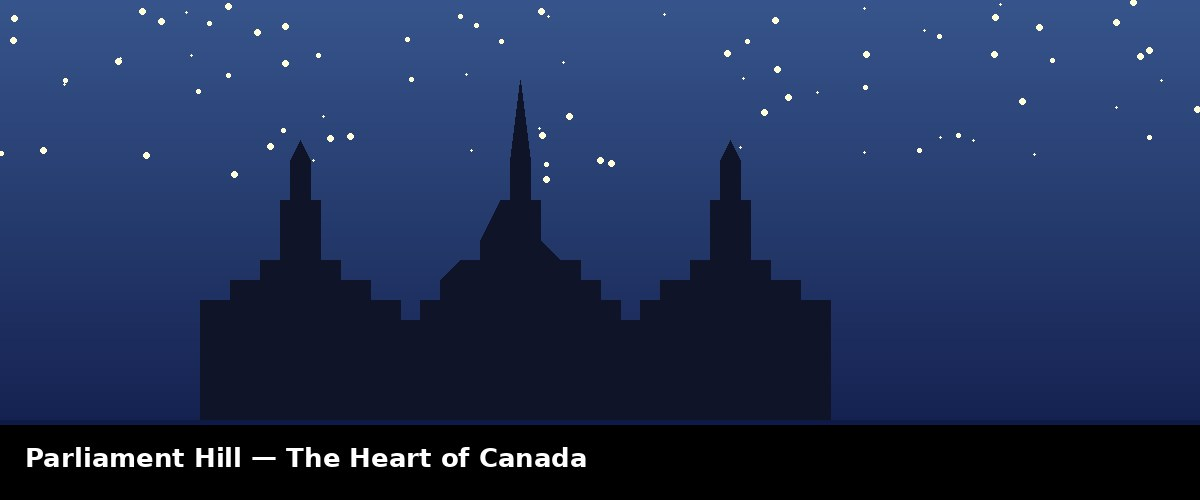 Parliament Hill — The Heart of Canada